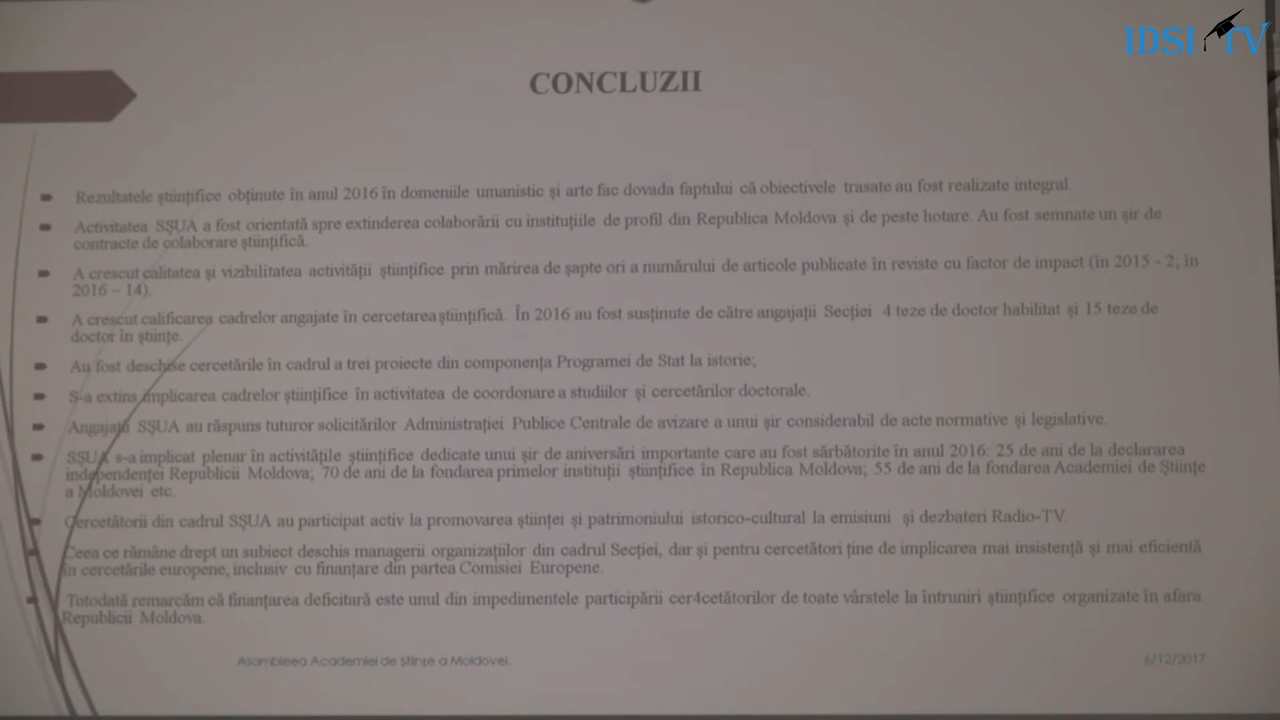 IDSI TV
CONCLUZII
Rezultatele științifice obținute în anul 2016 în domeniile umanistic și arte fac dovada faptului că obiectivele trasate au fost realizate integral.
Activitatea SȘUA a fost orientată spre extinderea colaborării cu instituțiile de profil din Republica Moldova și de peste hotare. Au fost semnate un șir de
contracte de colaborare științifică.
A crescut calitatea și vizibilitatea activității științifice prin mărirea de șapte ori a numărului de articole publicate în reviste cu factor de impact (în 2015 - 2; în
2016 – 14).
A crescut calificarea cadrelor angajate în cercetarea științifică. În 2016 au fost susținute de către angajații Secției 4 teze de doctor habilitat și 15 teze de
doctor în științe.
Au fost deschise cercetările în cadrul a trei proiecte din componența Programei de Stat la istorie;
S-a extins implicarea cadrelor științifice în activitatea de coordonare a studiilor și cercetărilor doctorale.
Angajații SȘUA au răspuns tuturor solicitărilor Administrației Publice Centrale de avizare a unui șir considerabil de acte normative și legislative.
SȘUA s-a implicat plenar în activitățile științifice dedicate unui șir de aniversări importante care au fost sărbătorite în anul 2016: 25 de ani de la declararea
independenței Republicii Moldova; 70 de ani de la fondarea primelor instituții științifice în Republica Moldova; 55 de ani de la fondarea Academiei de Științe
a Moldovei etc.
Cercetătorii din cadrul SȘUA au participat activ la promovarea științei și patrimoniului istorico-cultural la emisiuni și dezbateri Radio-TV.
Ceea ce rămâne drept un subiect deschis managerii organizațiilor din cadrul Secției, dar și pentru cercetători ține de implicarea mai insistență și mai eficientă
în cercetările europene, inclusiv cu finanțare din partea Comisiei Europene.
Totodată remarcăm că finanțarea deficitară este unul din impedimentele participării cer4cetătorilor de toate vârstele la întruniri științifice organizate în afara
Republicii Moldova.
Asambleea Academiei de Științe a Moldovei.
6/12/2017